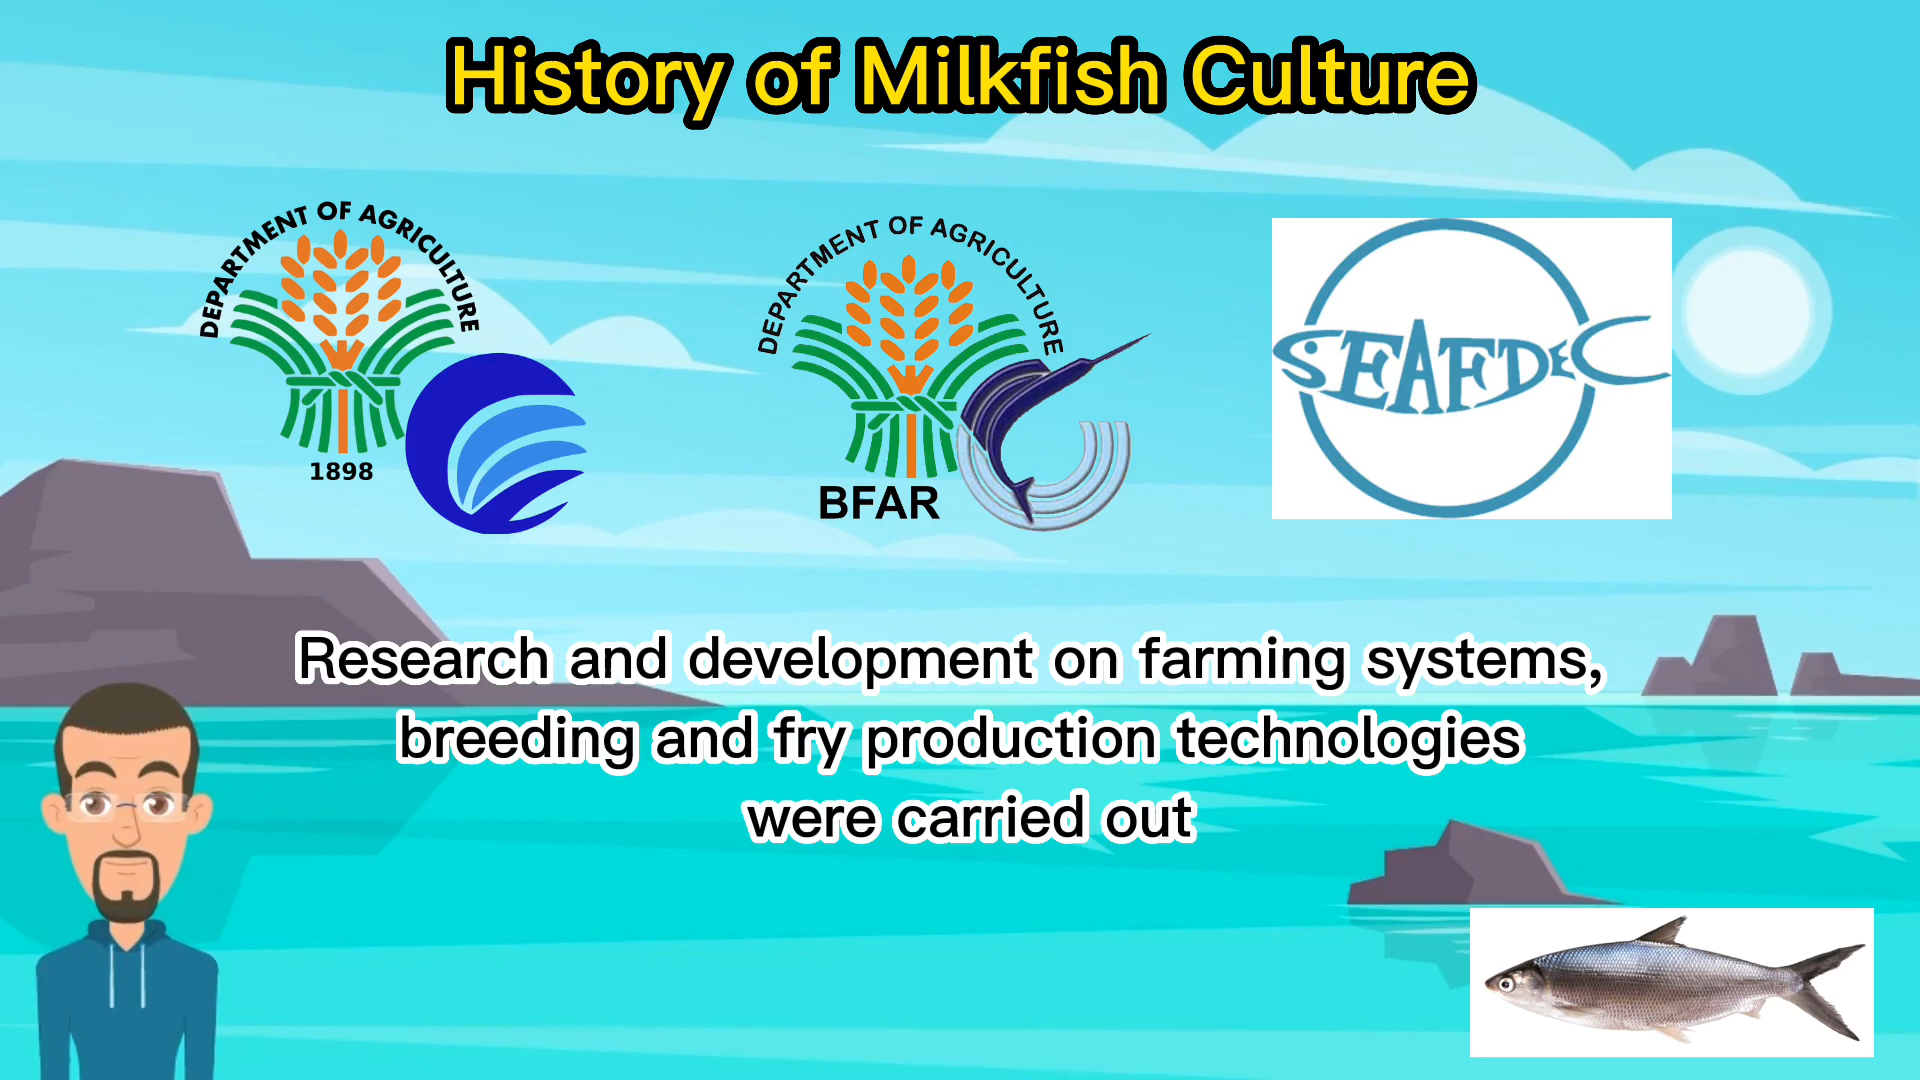 History of Milkfish Culture
DEPARTMENT OF AGRICULTURE
1898
DEPARTMENT OF AGRICULTURE
BFAR
SEAFDEC
Research and development on farming systems,
breeding and fry production technologies
were carried out